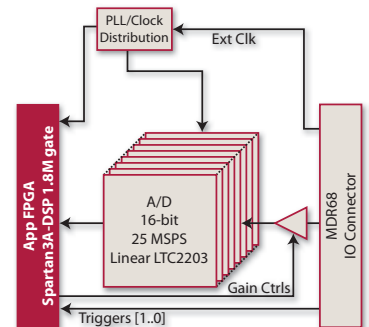 PLL/Clock
Distribution
Ext Clk
App FPGA
Spartan3A-DSP 1.8M gate
A/D
16-bit
25 MSPS
Linear LTC2203
MDR68
IO Connector
Gain Ctrls
Triggers [1..0]